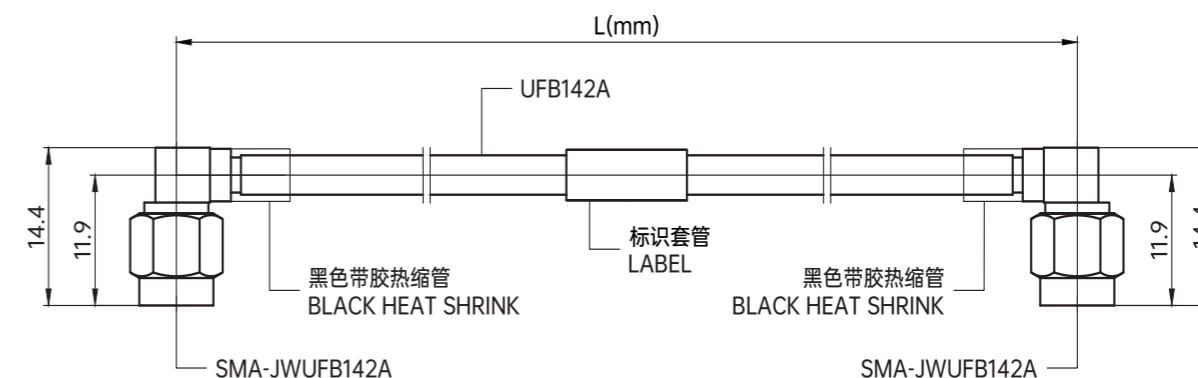 L(mm)
UFB142A
14.4
11.9
标识套管
LABEL
黑色带胶热缩管
BLACK HEAT SHRINK
黑色带胶热缩管
BLACK HEAT SHRINK
11.9
SMA-JWUFB142A
SMA-JWUFB142A